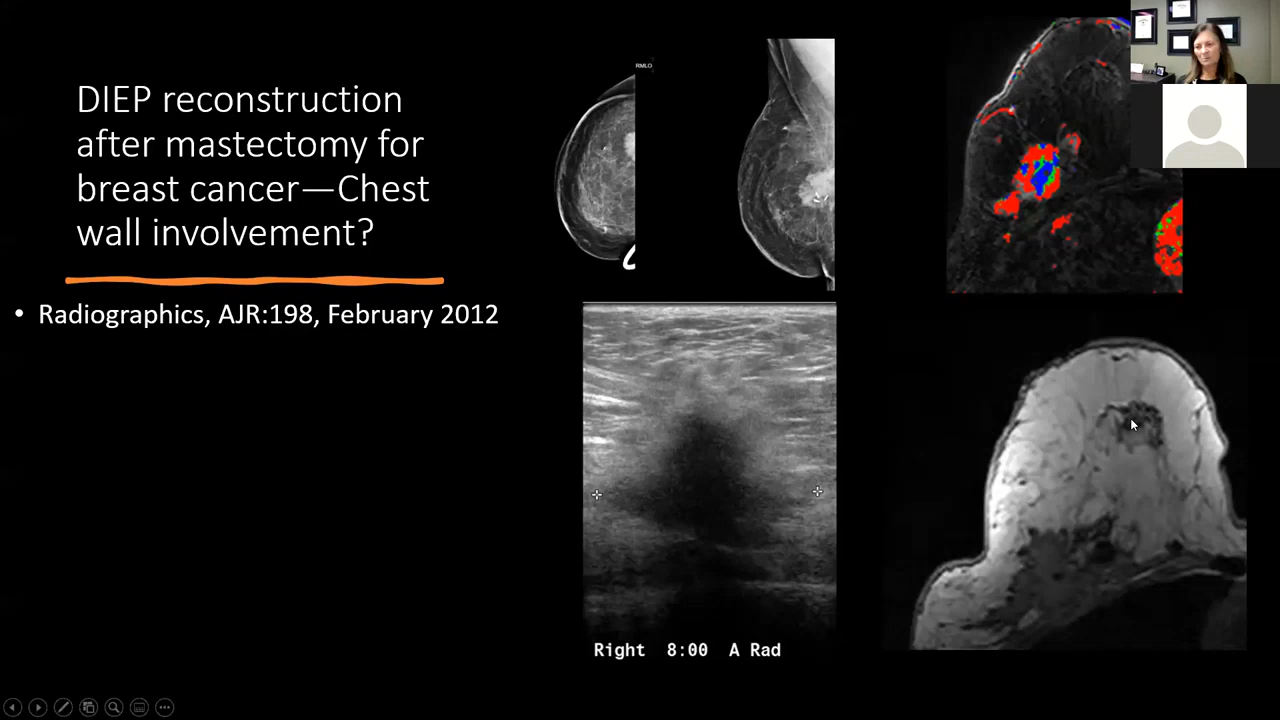 DIEP reconstruction
after mastectomy for
breast cancer—Chest
wall involvement?
• Radiographics, AJR:198, February 2012
RMLO
Right 8:00 A Rad